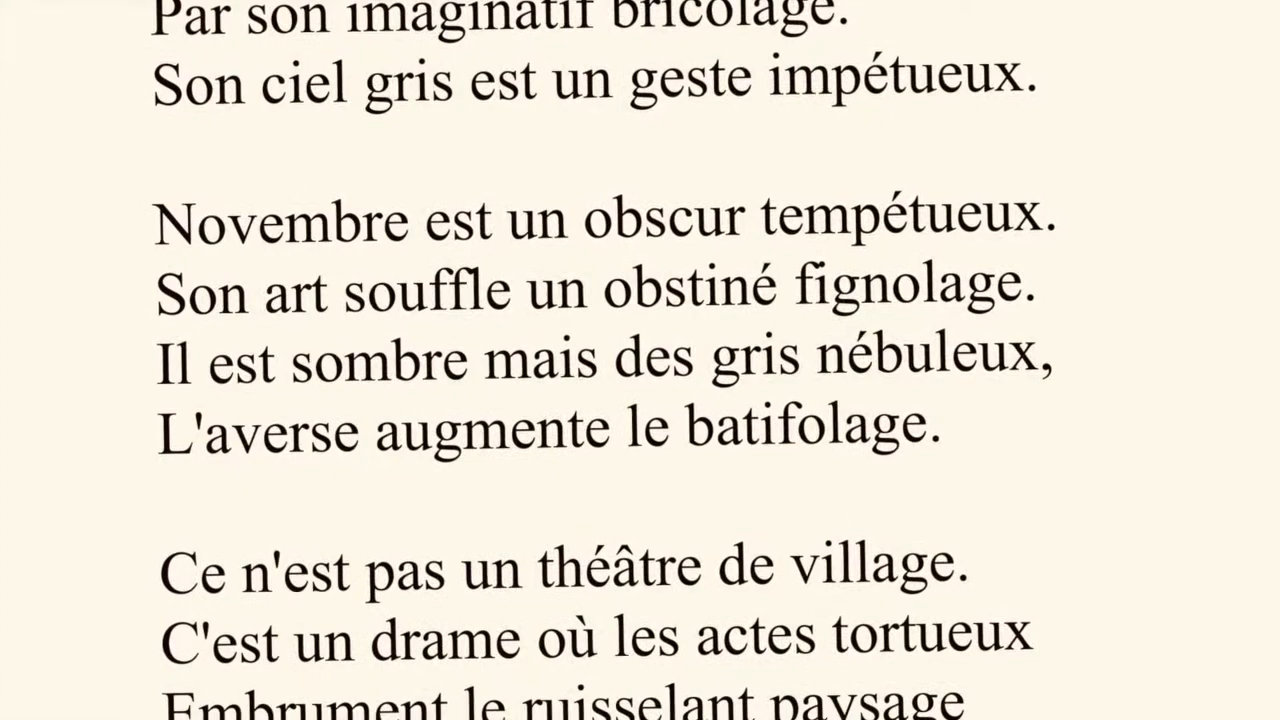 Par son imaginatif bricolage.
Son ciel gris est un geste impétueux.
Novembre est un obscur tempétueux.
Son art souffle un obstiné fignolage.
Il est sombre mais des gris nébuleux,
L'averse augmente le batifolage.
Ce n'est pas un théâtre de village.
C'est un drame où les actes tortueux
Embrument le ruisselant paysage